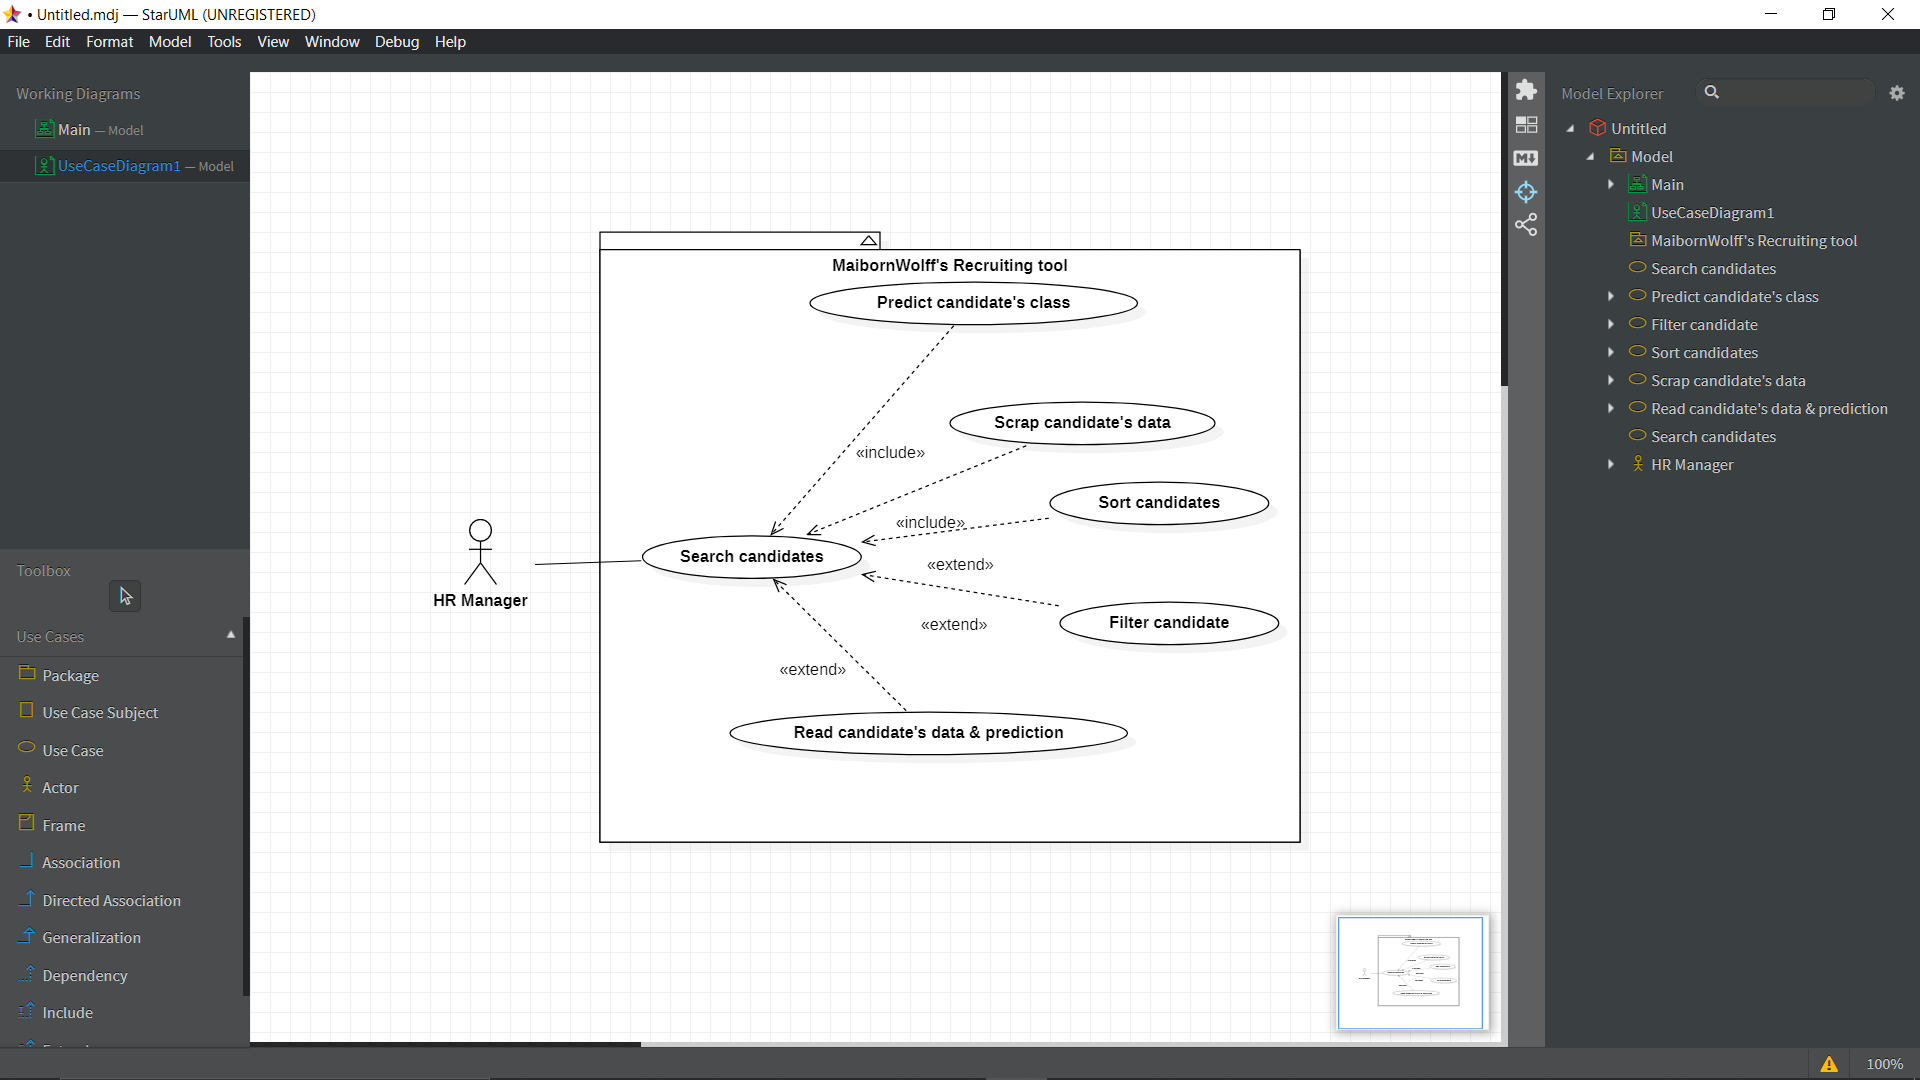 • Untitled.mdj — StarUML (UNREGISTERED)
File Edit Format Model Tools View Window Debug Help
Working Diagrams
Main — Model
UseCaseDiagram1 — Model
Toolbox
Use Cases
Package
Use Case Subject
Use Case
Actor
Frame
Association
Directed Association
Generalization
Dependency
Include
MaibornWolff's Recruiting tool
Predict candidate's class
Scrap candidate's data
«include»
Sort candidates
«include»
Search candidates
«extend»
HR Manager
Filter candidate
«extend»
«extend»
Read candidate's data & prediction
Model Explorer
Untitled
Model
Main
UseCaseDiagram1
MaibornWolff's Recruiting tool
Search candidates
Predict candidate's class
Filter candidate
Sort candidates
Scrap candidate's data
Read candidate's data & prediction
Search candidates
HR Manager
100%